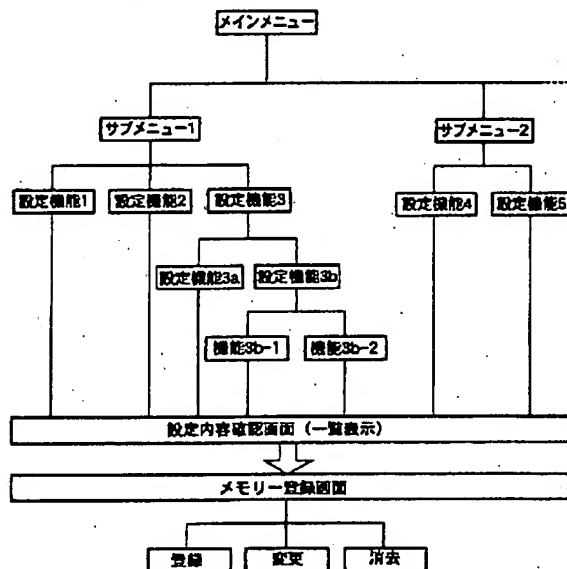 メインメニュー
サブメニュー1
サブメニュー2
設定機能1
設定機能2
設定機能3
設定機能4
設定機能5
設定機能3a
設定機能3b
機能3b-1
機能3b-2
設定内容確認画面（一覧表示）
メモリー登録画面
登録
変更
消去